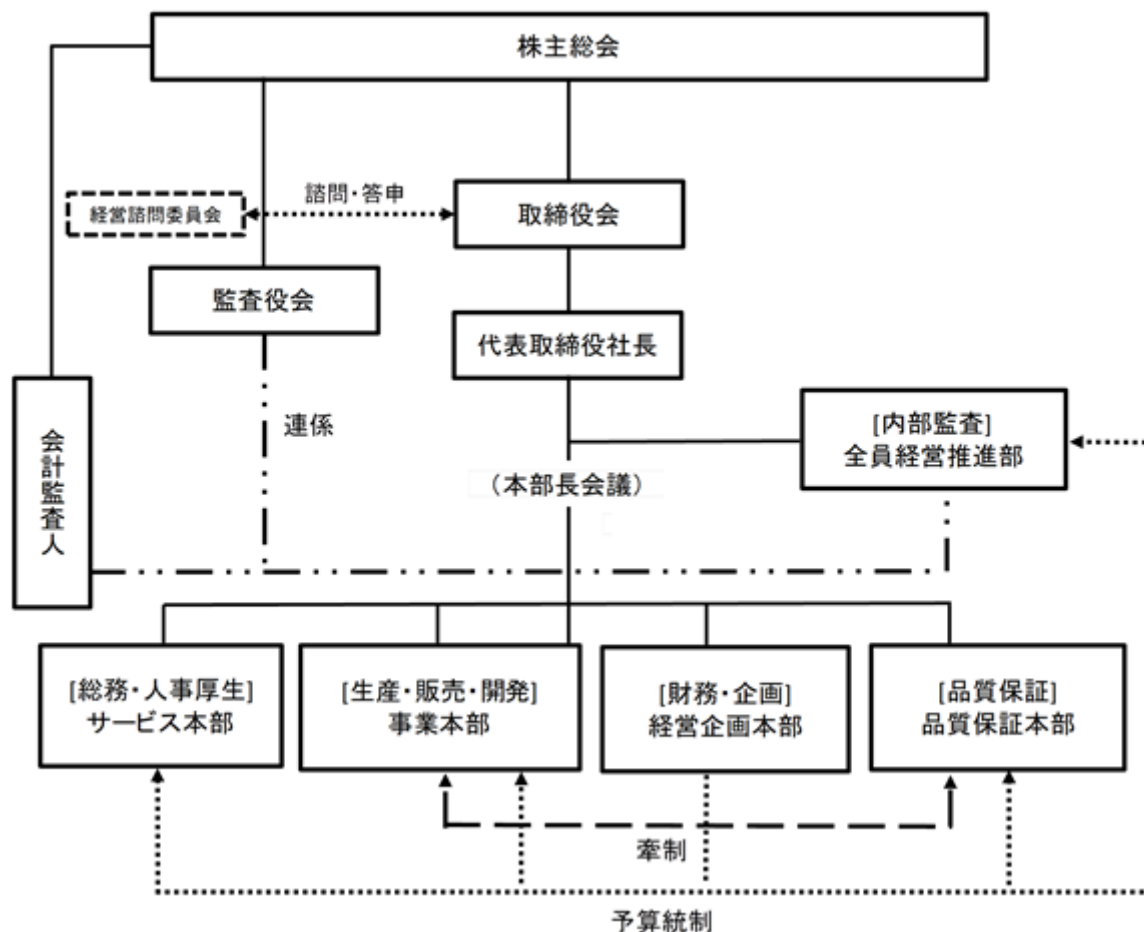 株主総会
諮問・答申
経営諮問委員会
取締役会
監査役会
代表取締役社長
連係
[内部監査]
全員経営推進部
会計監査人
（本部長会議）
[総務・人事厚生]
サービス本部
[生産・販売・開発]
事業本部
[財務・企画]
経営企画本部
[品質保証]
品質保証本部
牽制
予算統制